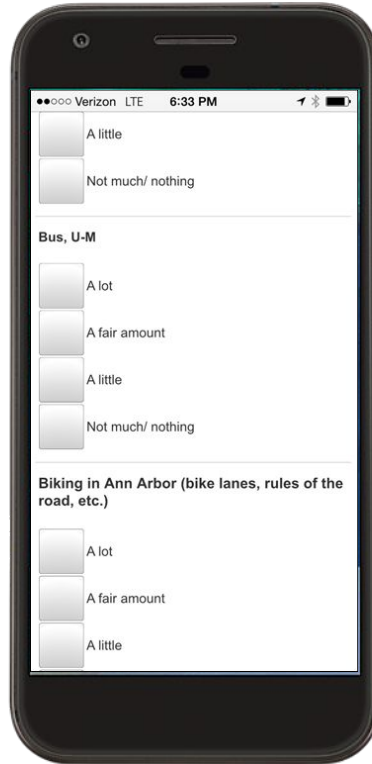 Verizon LTE 6:33 PM
A little
Not much/ nothing
Bus, U-M
A lot
A fair amount
A little
Not much/ nothing
Biking in Ann Arbor (bike lanes, rules of the
road, etc.)
A lot
A fair amount
A little